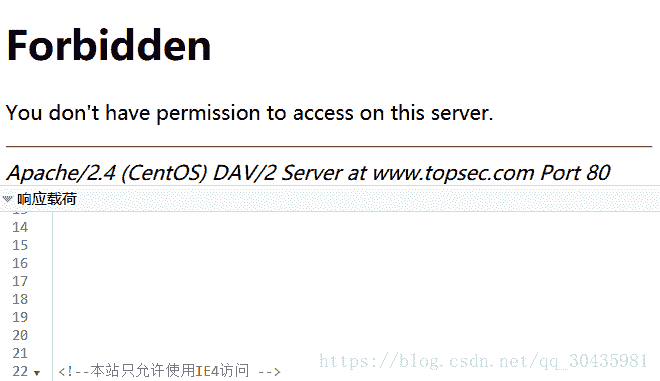 Forbidden
You don't have permission to access on this server.
Apache/2.4 (CentOS) DAV/2 Server at www.topsec.com Port 80
响应载荷
14
15
16
17
18
19
20
21
22 <!--本站只允许使用IE4访问 -->
https://blog.csdn.net/qq_30435981